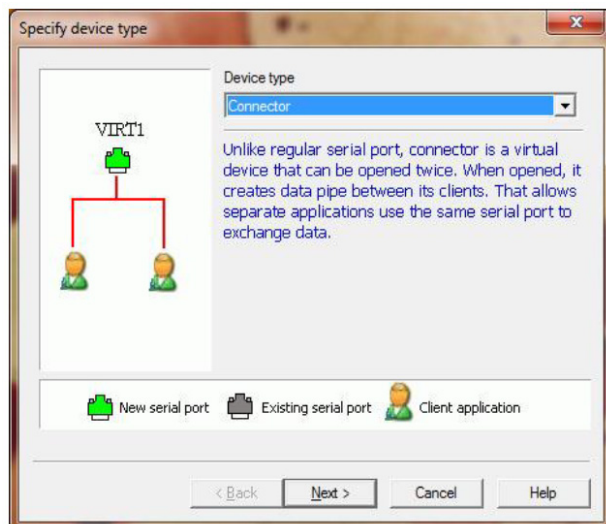 Specify device type
VIRT1
Device type
Connector
Unlike regular serial port, connector is a virtual
device that can be opened twice. When opened, it
creates data pipe between its clients. That allows
separate applications use the same serial port to
exchange data.
New serial port Existing serial port Client application
< Back Next > Cancel Help